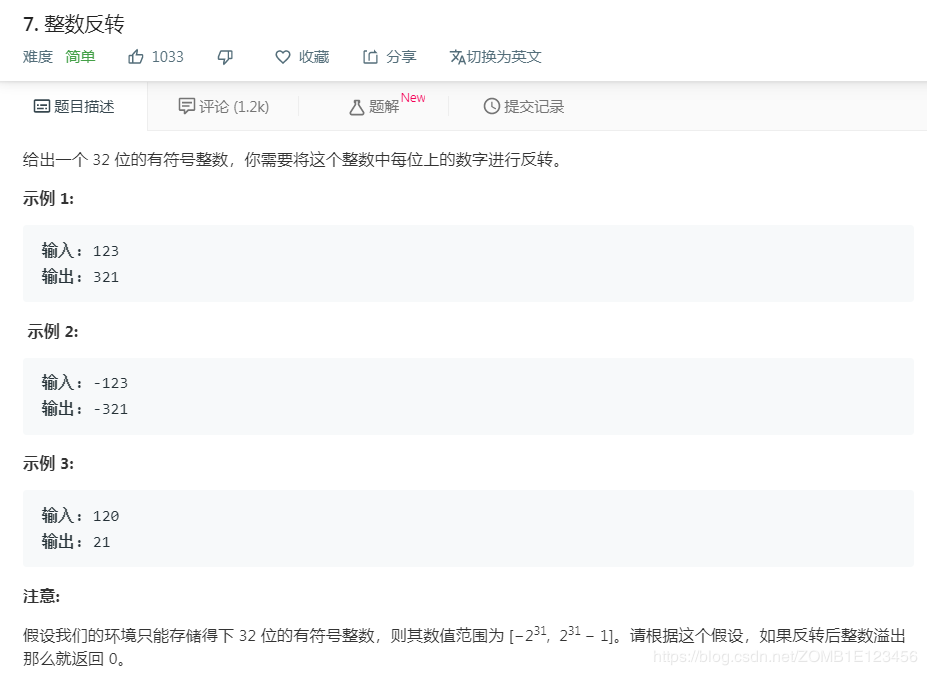 7. 整数反转
难度 简单 1033 收藏 分享 切换为英文
题目描述 评论 (1.2k) 题解 New 提交记录
给出一个 32 位的有符号整数，你需要将这个整数中每位上的数字进行反转。
示例 1:
输入: 123
输出: 321
示例 2:
输入: -123
输出: -321
示例 3:
输入: 120
输出: 21
注意:
假设我们的环境只能存储得下 32 位的有符号整数，则其数值范围为 [−2³¹, 2³¹ − 1]。请根据这个假设，如果反转后整数溢出
那么就返回 0。
https://blog.csdn.net/ZOMB1E123456